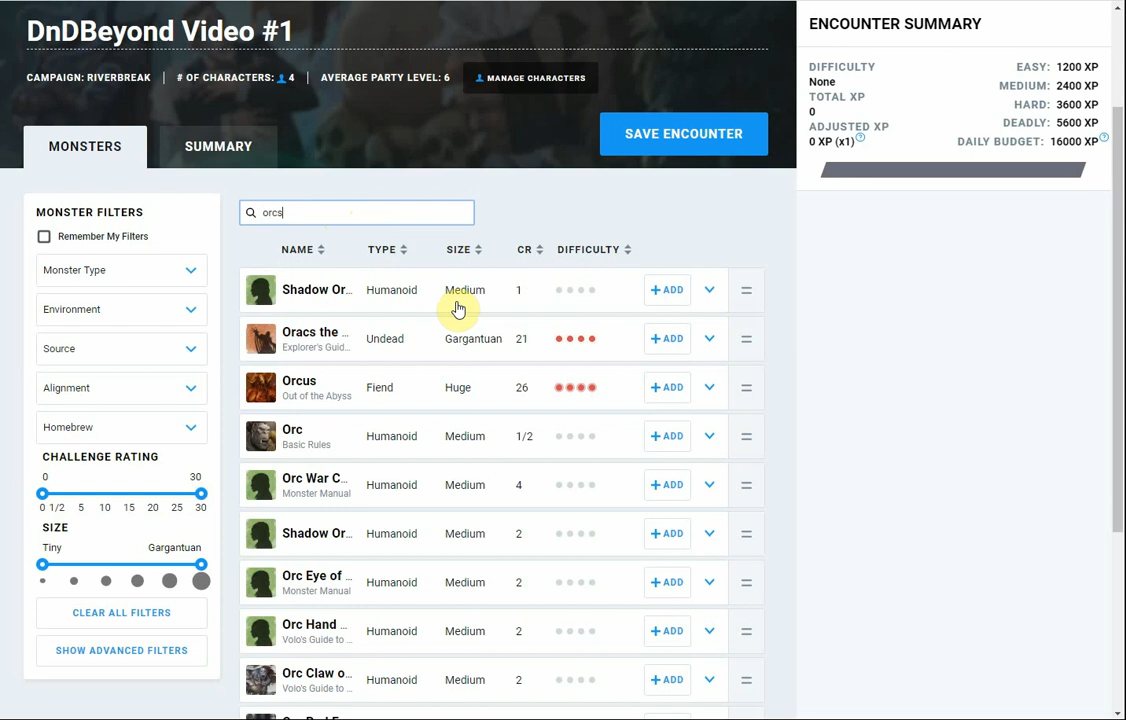 DnDBeyond Video #1
CAMPAIGN: RIVERBREAK | # OF CHARACTERS: 4 | AVERAGE PARTY LEVEL: 6 MANAGE CHARACTERS
MONSTERS SUMMARY SAVE ENCOUNTER
MONSTER FILTERS
Remember My Filters
Monster Type
Environment
Source
Alignment
Homebrew
CHALLENGE RATING
0 30
0 1/2 5 10 15 20 25 30
SIZE
Tiny Gargantuan
CLEAR ALL FILTERS
SHOW ADVANCED FILTERS
orcs
NAME TYPE SIZE CR DIFFICULTY
Shadow Or... Humanoid Medium 1 + ADD
Oracs the ... Undead Gargantuan 21 + ADD
Explorer's Guid...
Orcus Fiend Huge 26 + ADD
Out of the Abyss
Orc Humanoid Medium 1/2 + ADD
Basic Rules
Orc War C... Humanoid Medium 4 + ADD
Monster Manual
Shadow Or... Humanoid Medium 2 + ADD
Orc Eye of ... Humanoid Medium 2 + ADD
Monster Manual
Orc Hand ... Humanoid Medium 2 + ADD
Volo's Guide to ...
Orc Claw o... Humanoid Medium 2 + ADD
Volo's Guide to ...
ENCOUNTER SUMMARY
DIFFICULTY
None
TOTAL XP
0
ADJUSTED XP
0 XP (x1) ?
EASY: 1200 XP
MEDIUM: 2400 XP
HARD: 3600 XP
DEADLY: 5600 XP
DAILY BUDGET: 16000 XP ?